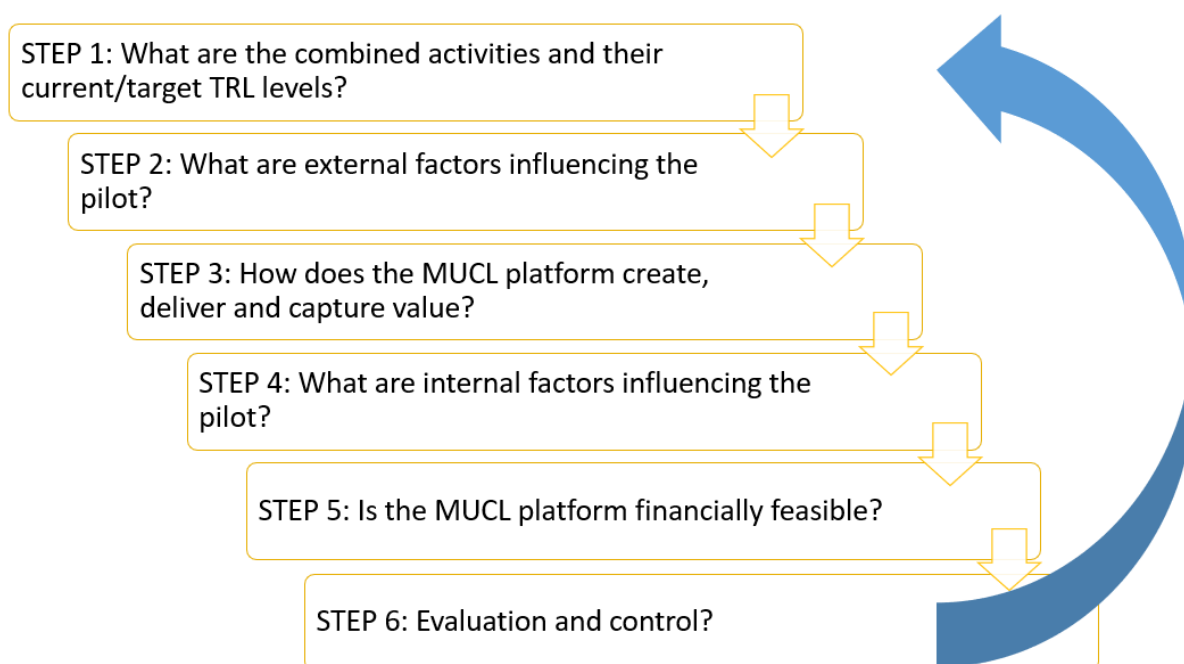 STEP 1: What are the combined activities and their
current/target TRL levels?
STEP 2: What are external factors influencing the
pilot?
STEP 3: How does the MUCL platform create,
deliver and capture value?
STEP 4: What are internal factors influencing the
pilot?
STEP 5: Is the MUCL platform financially feasible?
STEP 6: Evaluation and control?